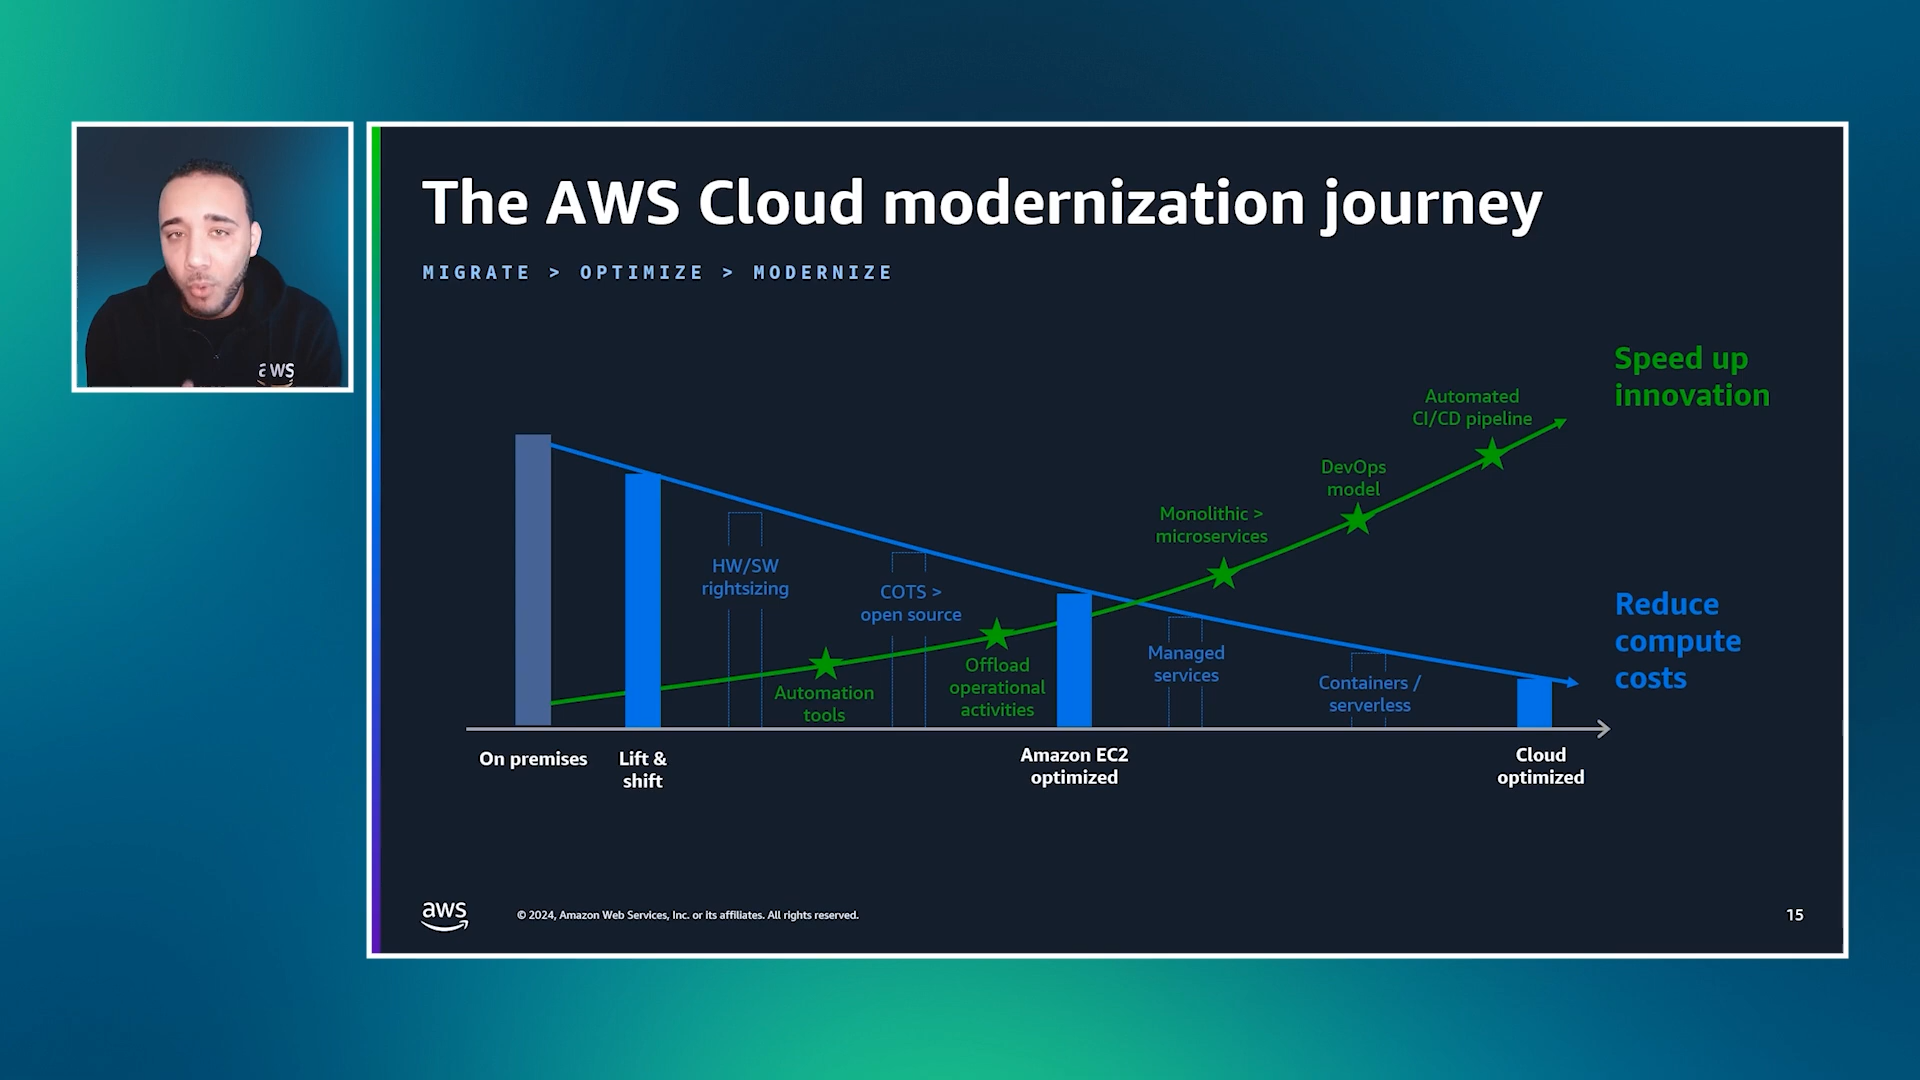 The AWS Cloud modernization journey
MIGRATE > OPTIMIZE > MODERNIZE
Speed up
innovation
Automated
CI/CD pipeline
DevOps
model
Monolithic >
microservices
HW/SW
rightsizing
COTS >
open source
Reduce
compute
costs
Automation
tools
Offload
operational
activities
Managed
services
Containers /
serverless
On premises
Lift &
shift
Amazon EC2
optimized
Cloud
optimized
aws
© 2024, Amazon Web Services, Inc. or its affiliates. All rights reserved.
15
aws